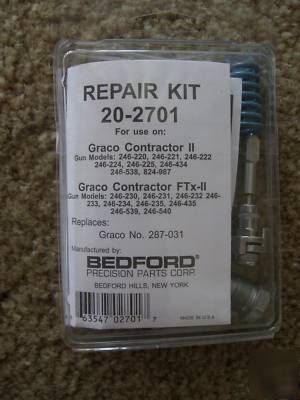 REPAIR KIT
20-2701
For use on:
Graco Contractor II
Gun Models: 246-220, 246-221, 246-222
246-224, 246-225, 246-434
246-538, 824-987
Graco Contractor FTx-II
Gun Models: 246-230, 246-231, 246-232 246-
233, 246-234, 246-235, 246-435
246-539, 246-540
Replaces:
Graco No. 287-031
Manufactured by:
BEDFORD®
PRECISION PARTS CORP.
BEDFORD HILLS, NEW YORK
63547 02701 7
MADE IN U.S.A.